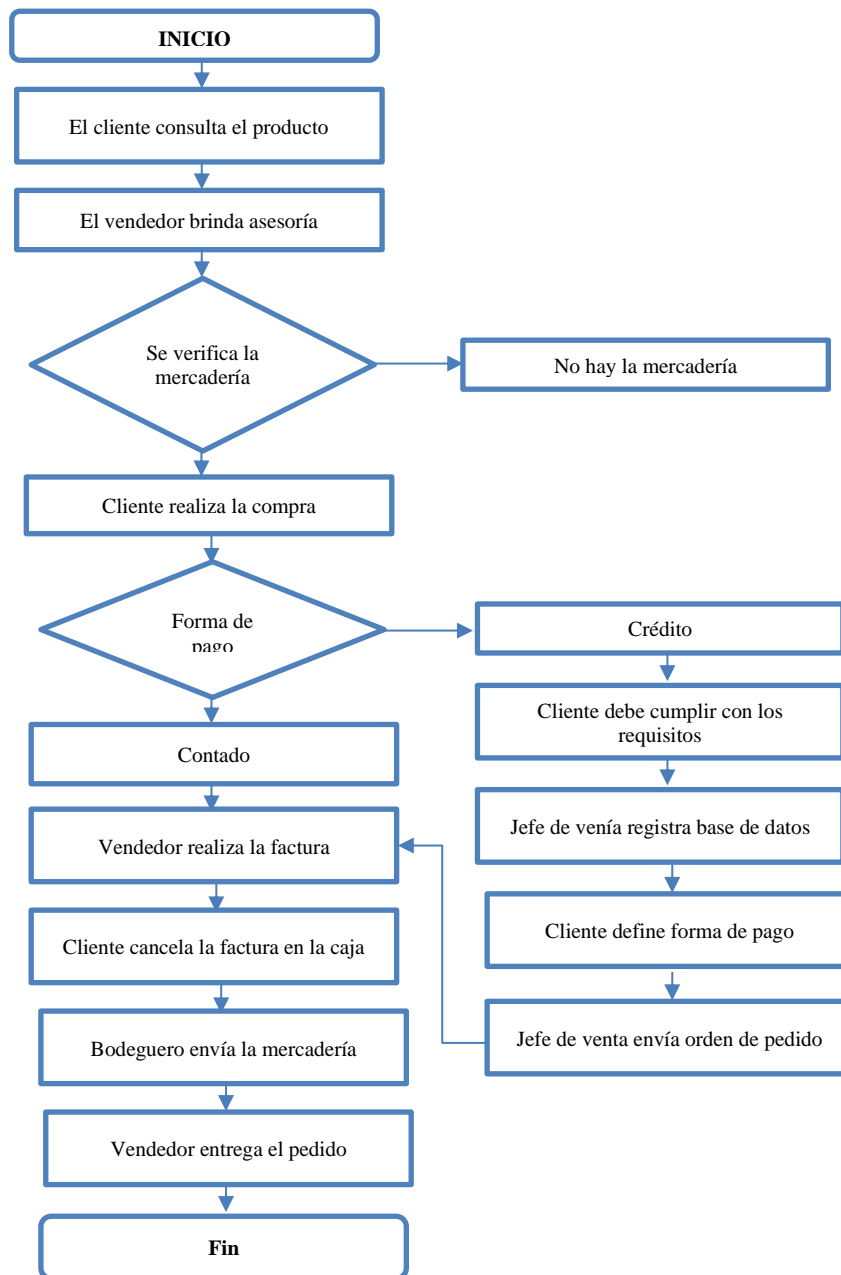 INICIO
El cliente consulta el producto
El vendedor brinda asesoría
Se verifica la
mercadería
No hay la mercadería
Cliente realiza la compra
Forma de
pago
Contado
Vendedor realiza la factura
Cliente cancela la factura en la caja
Bodeguero envía la mercadería
Vendedor entrega el pedido
Fin
Crédito
Cliente debe cumplir con los
requisitos
Jefe de venía registra base de datos
Cliente define forma de pago
Jefe de venta envía orden de pedido